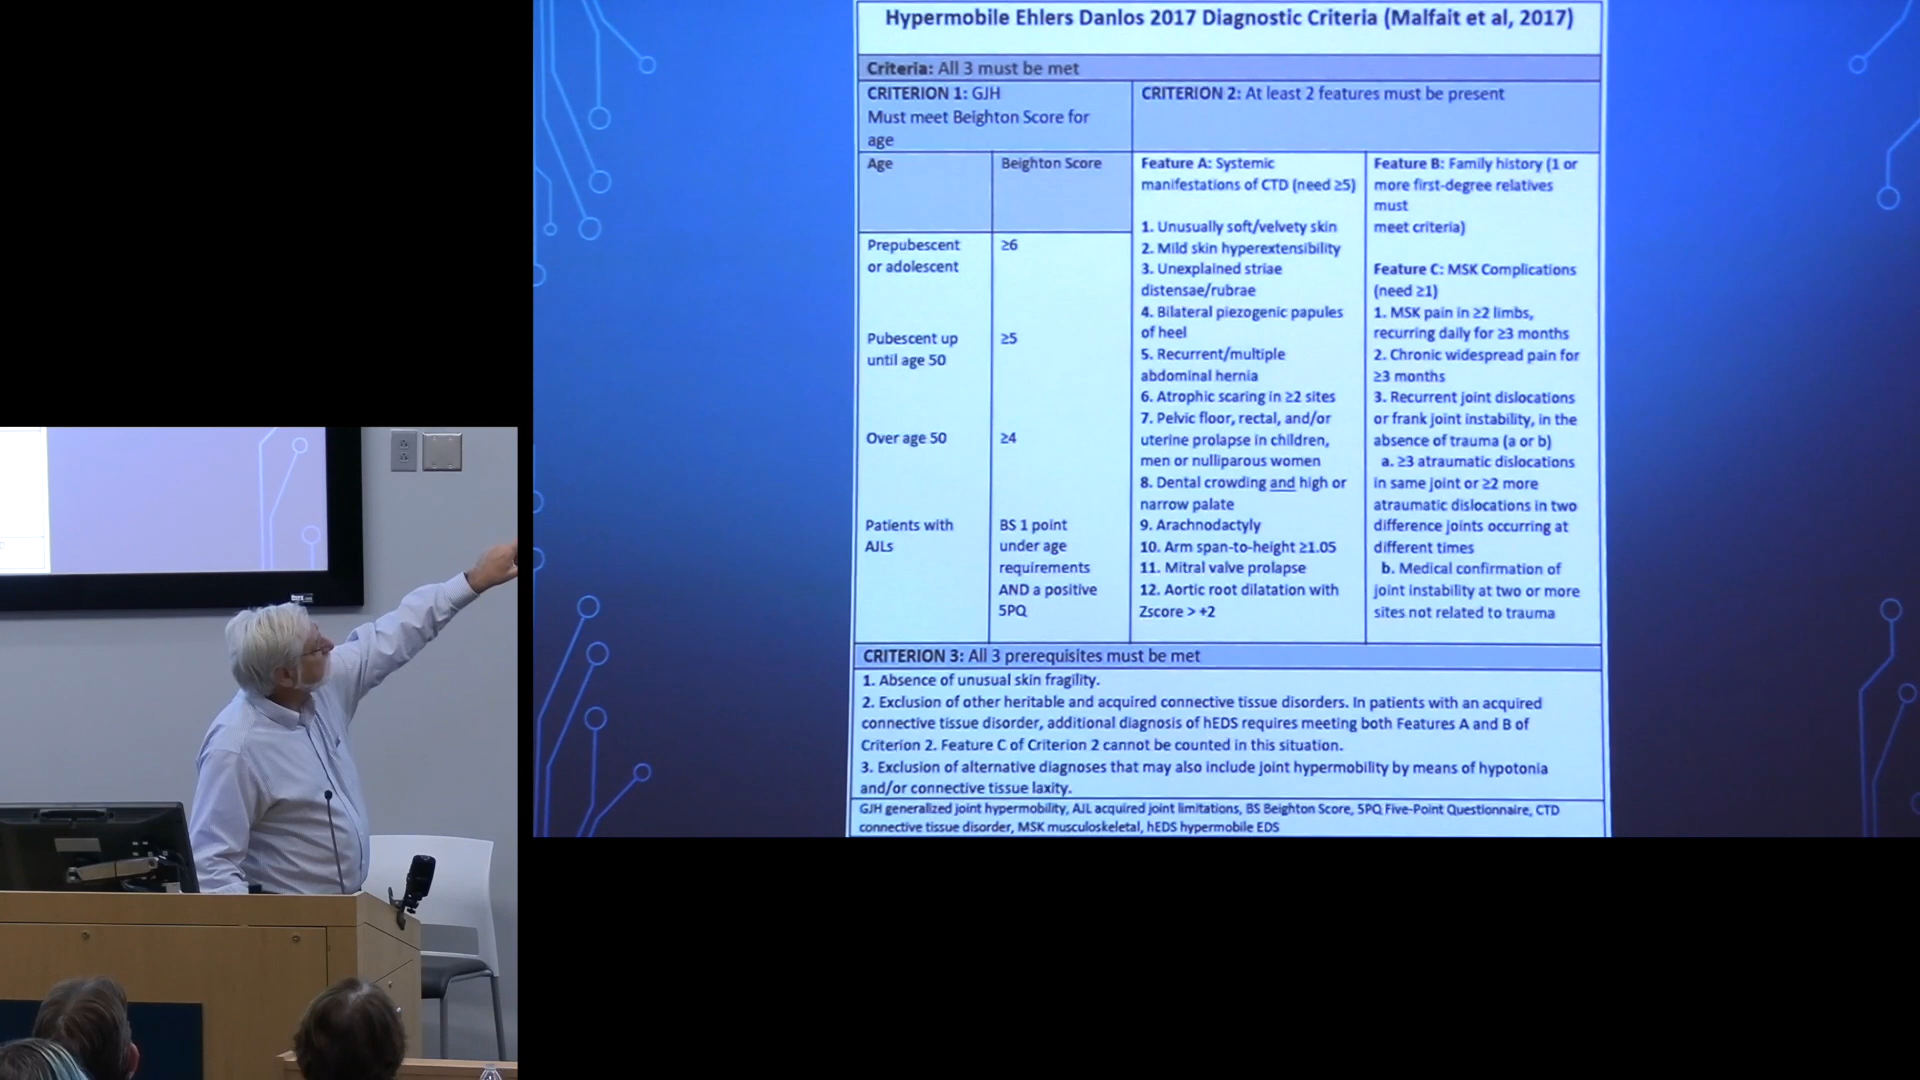 Hypermobile Ehlers Danlos 2017 Diagnostic Criteria (Malfait et al, 2017)
Criteria: All 3 must be met
CRITERION 1: GJH
Must meet Beighton Score for
age
CRITERION 2: At least 2 features must be present
Age
Beighton Score
Prepubescent
or adolescent
≥6
Pubescent up
until age 50
≥5
Over age 50
≥4
Patients with
AJLs
BS 1 point
under age
requirements
AND a positive
5PQ
Feature A: Systemic
manifestations of CTD (need ≥5)
1. Unusually soft/velvety skin
2. Mild skin hyperextensibility
3. Unexplained striae
distensae/rubrae
4. Bilateral piezogenic papules
of heel
5. Recurrent/multiple
abdominal hernia
6. Atrophic scaring in ≥2 sites
7. Pelvic floor, rectal, and/or
uterine prolapse in children,
men or nulliparous women
8. Dental crowding and high or
narrow palate
9. Arachnodactyly
10. Arm span-to-height ≥1.05
11. Mitral valve prolapse
12. Aortic root dilatation with
Zscore > +2
Feature B: Family history (1 or
more first-degree relatives
must
meet criteria)
Feature C: MSK Complications
(need ≥1)
1. MSK pain in ≥2 limbs,
recurring daily for ≥3 months
2. Chronic widespread pain for
≥3 months
3. Recurrent joint dislocations
or frank joint instability, in the
absence of trauma (a or b)
a. ≥3 atraumatic dislocations
in same joint or ≥2 more
atraumatic dislocations in two
difference joints occurring at
different times
b. Medical confirmation of
joint instability at two or more
sites not related to trauma
CRITERION 3: All 3 prerequisites must be met
1. Absence of unusual skin fragility.
2. Exclusion of other heritable and acquired connective tissue disorders. In patients with an acquired
connective tissue disorder, additional diagnosis of hEDS requires meeting both Features A and B of
Criterion 2. Feature C of Criterion 2 cannot be counted in this situation.
3. Exclusion of alternative diagnoses that may also include joint hypermobility by means of hypotonia
and/or connective tissue laxity.
GJH generalized joint hypermobility, AJL acquired joint limitations, BS Beighton Score, 5PQ Five-Point Questionnaire, CTD
connective tissue disorder, MSK musculoskeletal, hEDS hypermobile EDS